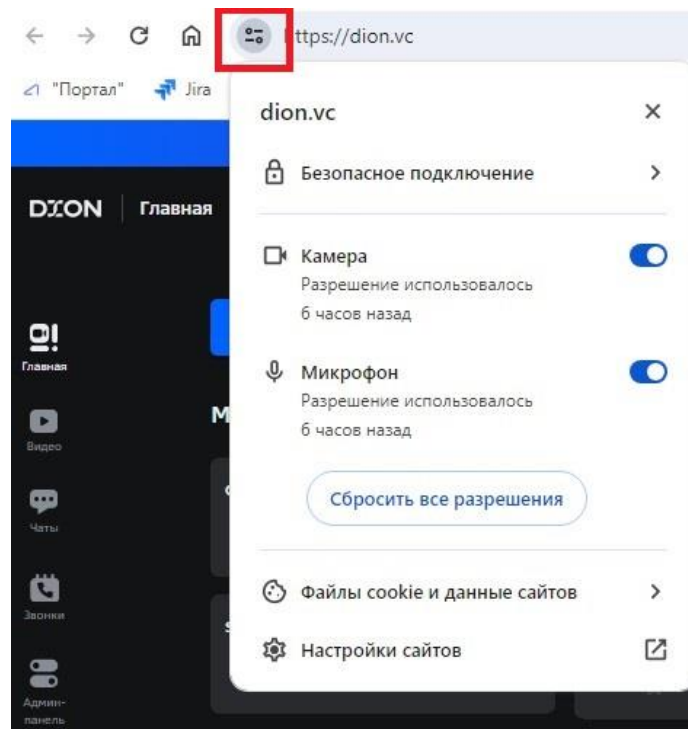 ttps://dion.vc
"Портал"
Jira
dion.vc
Безопасное подключение
DION
Главная
Камера
Разрешение использовалось
6 часов назад
Главная
Микрофон
Разрешение использовалось
6 часов назад
Видео
Сбросить все разрешения
Чаты
Файлы cookie и данные сайтов
Звонки
Настройки сайтов
Админ-
панель